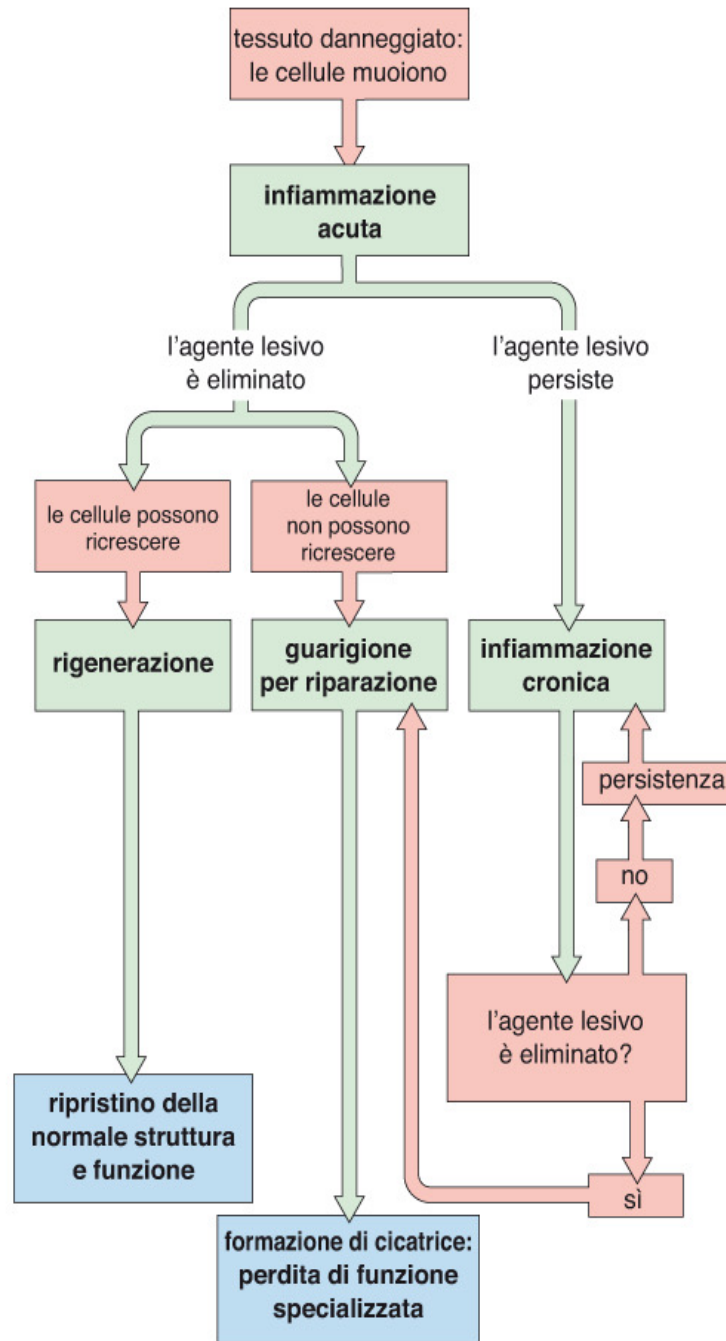 tessuto danneggiato:
le cellule muoiono
infiammazione
acuta
l'agente lesivo
è eliminato
l'agente lesivo
persiste
le cellule possono
ricrescere
le cellule
non possono
ricrescere
rigenerazione
guarigione
per riparazione
infiammazione
cronica
persistenza
no
l'agente lesivo
è eliminato?
sì
ripristino della
normale struttura
e funzione
formazione di cicatrice:
perdita di funzione
specializzata